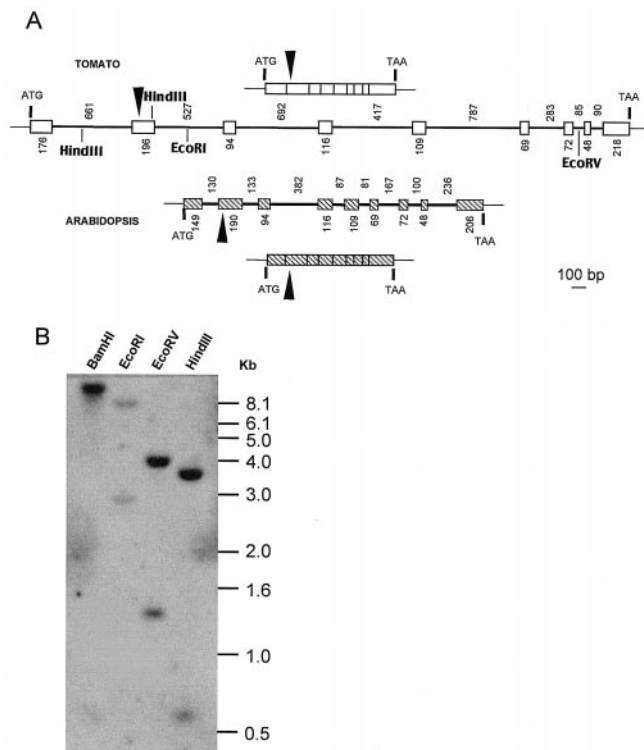 A
TOMATO
ATG
TAA
ATG
661
HindIII
527
692
417
787
283
85
90
TAA
176
HindIII
196
EcoRI
94
116
109
69
72
48
218
EcoRV
130
133
382
87
81
167
100
236
ARABIDOPSIS
149
190
94
116
109
69
72
48
206
ATG
TAA
ATG
TAA
100 bp
B
BamHI
EcoRI
EcoRV
HindIII
Kb
8.1
6.1
5.0
4.0
3.0
2.0
1.6
1.0
0.5